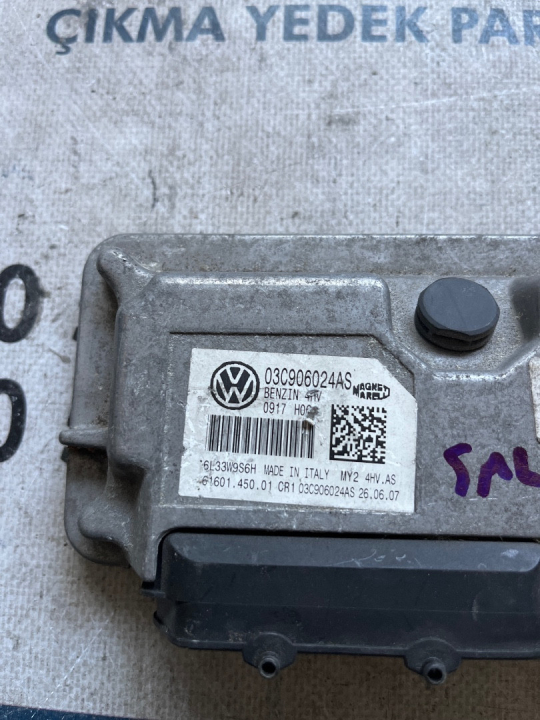 ÇIKMA YEDEK PAR
03C906024AS
MAGNETI
MARELLI
BENZIN 4HV
0917
6L33W9S6H MADE IN ITALY MY2 4HV.AS
61601.450.01 CR1 03C906024AS 26.06.07